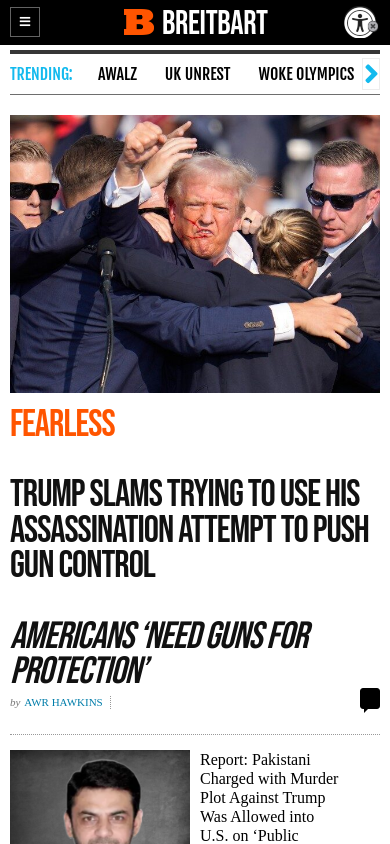 B BREITBART
TRENDING: AWALZ UK UNREST WOKE OLYMPICS
FEARLESS
TRUMP SLAMS TRYING TO USE HIS
ASSASSINATION ATTEMPT TO PUSH
GUN CONTROL
AMERICANS ‘NEED GUNS FOR
PROTECTION’
by AWR HAWKINS
Report: Pakistani
Charged with Murder
Plot Against Trump
Was Allowed into
U.S. on ‘Public